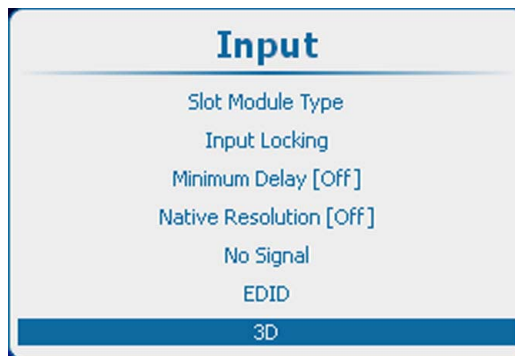 Input
Slot Module Type
Input Locking
Minimum Delay [Off]
Native Resolution [Off]
No Signal
EDID
3D